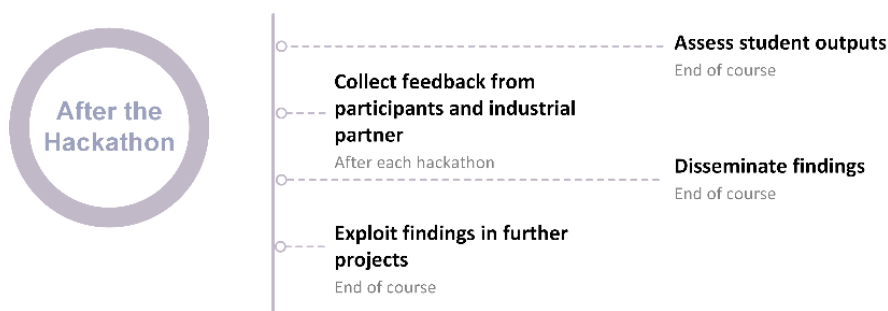 After the
Hackathon
Assess student outputs
End of course
Collect feedback from
participants and industrial
partner
After each hackathon
Disseminate findings
End of course
Exploit findings in further
projects
End of course